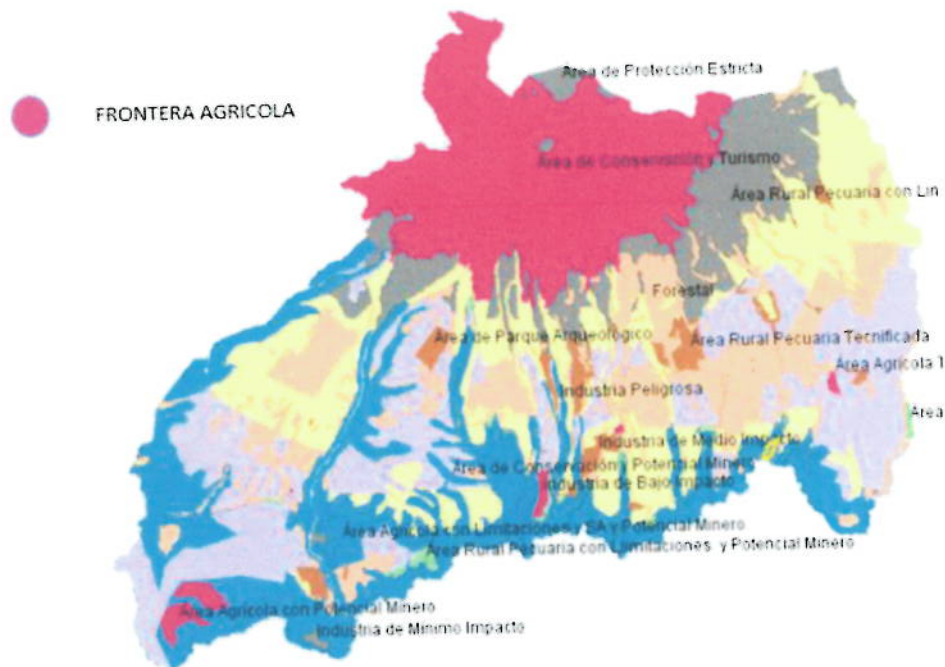 Área de Protección Estricta
FRONTERA AGRICOLA
Área de Conservación y Turismo
Área Rural Pecuaria con Lin
Forestal
Área de Parque Arqueológico
Área Rural Pecuaria Tecnificada
Área Agrícola T
Industria Peligrosa
Área
Industria de Medio Impacto
Área de Conservación y Potencial Minero
Industria de Bajo Impacto
Área Agrícola con Limitaciones y SA y Potencial Minero
Área Rural Pecuaria con Limitaciones y Potencial Minero
Área Agrícola con Potencial Minero
Industria de Mínimo Impacto